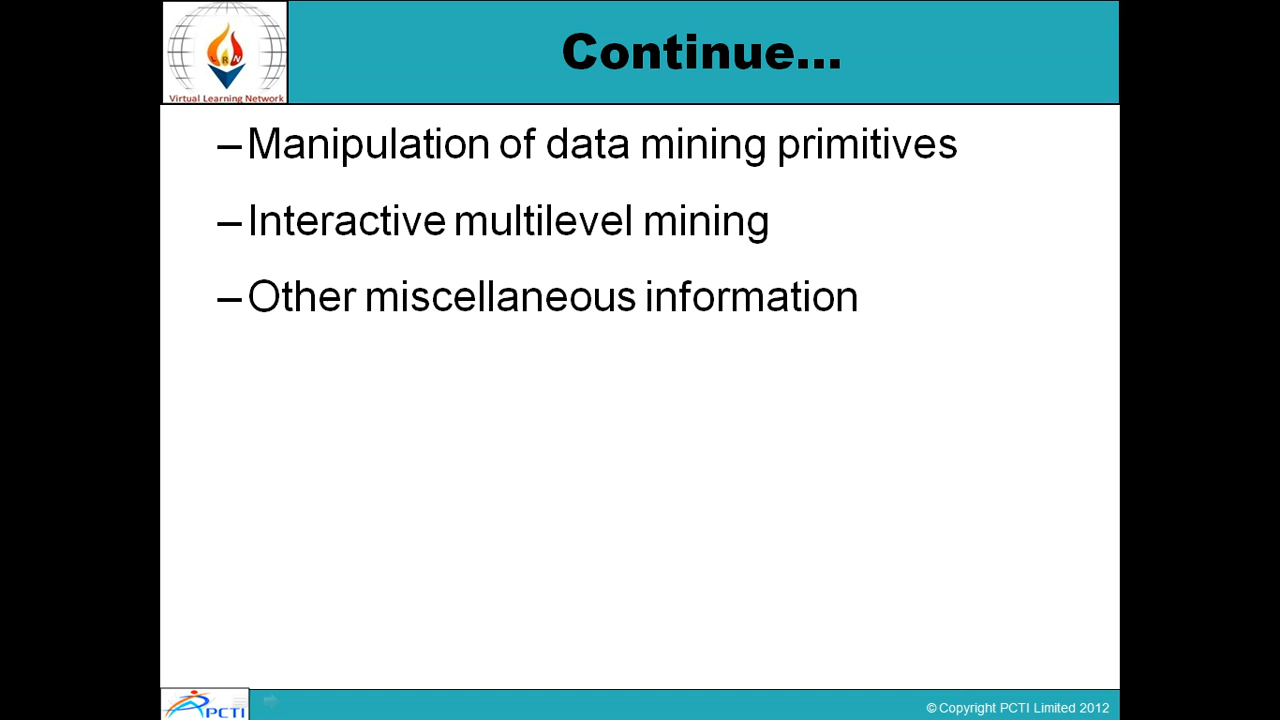 Continue...
Virtual Learning Network
–Manipulation of data mining primitives
–Interactive multilevel mining
–Other miscellaneous information
PCTI
© Copyright PCTI Limited 2012